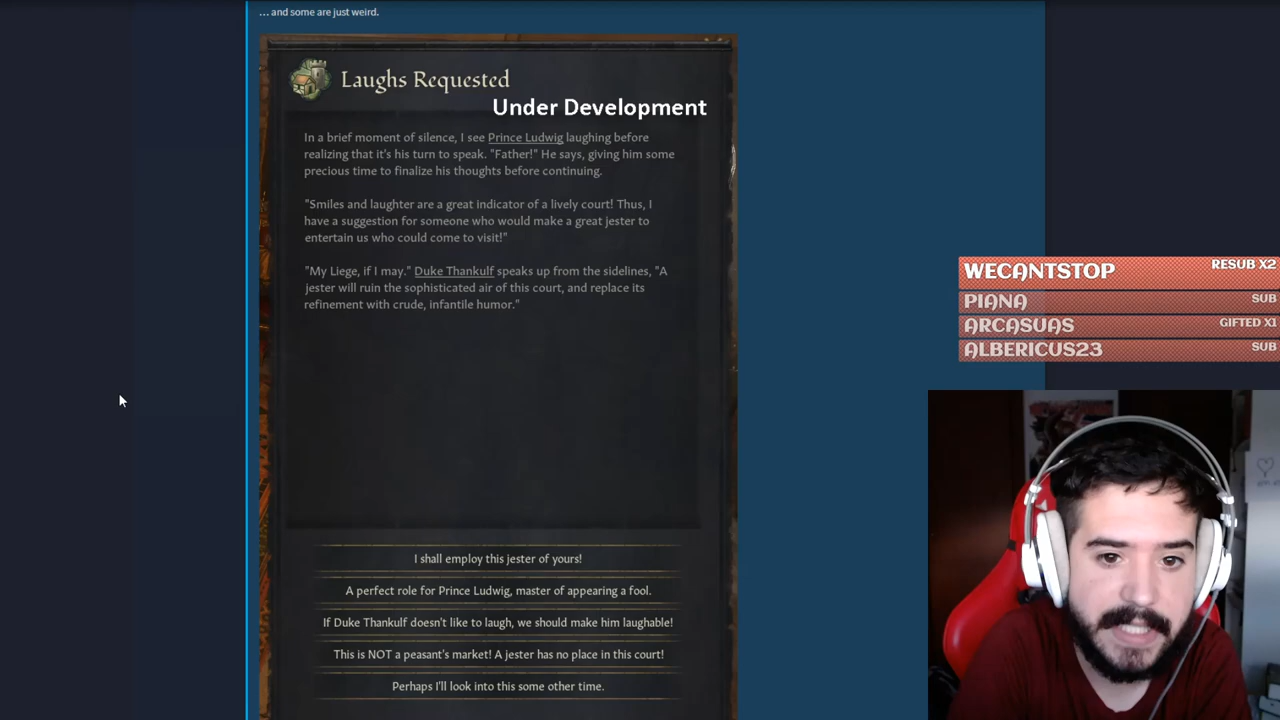 ... and some are just weird.
Laughs Requested
Under Development
In a brief moment of silence, I see Prince Ludwig laughing before
realizing that it's his turn to speak. "Father!" He says, giving him some
precious time to finalize his thoughts before continuing.
"Smiles and laughter are a great indicator of a lively court! Thus, I
have a suggestion for someone who would make a great jester to
entertain us who could come to visit!"
"My Liege, if I may." Duke Thankulf speaks up from the sidelines, "A
jester will ruin the sophisticated air of this court, and replace its
refinement with crude, infantile humor."
I shall employ this jester of yours!
A perfect role for Prince Ludwig, master of appearing a fool.
If Duke Thankulf doesn't like to laugh, we should make him laughable!
This is NOT a peasant's market! A jester has no place in this court!
Perhaps I'll look into this some other time.
WECANTSTOP RESUB X2
PIANA SUB
ARCASUAS GIFTED X1
ALBERICUS23 SUB